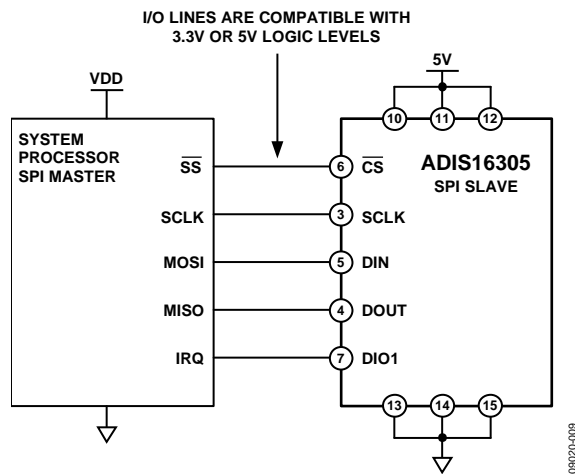 I/O LINES ARE COMPATIBLE WITH
3.3V OR 5V LOGIC LEVELS
VDD
5V
10 11 12
SYSTEM
PROCESSOR
SPI MASTER
ADIS16305
SPI SLAVE
SS 6 CS
SCLK 3 SCLK
MOSI 5 DIN
MISO 4 DOUT
IRQ 7 DIO1
13 14 15
09020-009